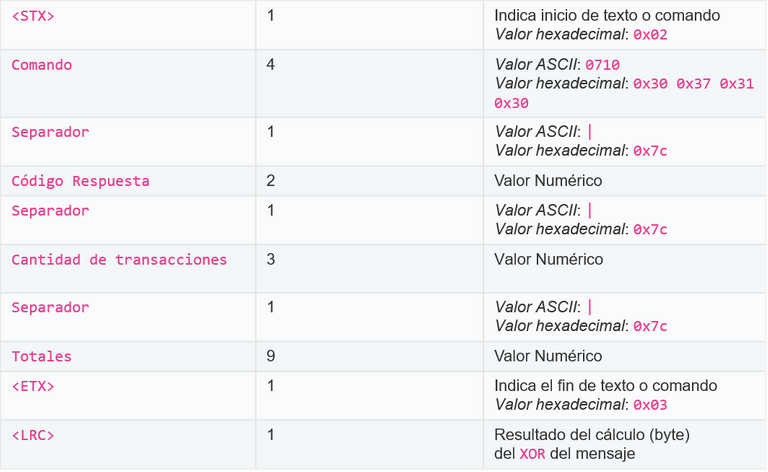 <STX> 1 Indica inicio de texto o comando
Valor hexadecimal: 0x02
Comando 4 Valor ASCII: 0710
Valor hexadecimal: 0x30 0x37 0x31
0x30
Separador 1 Valor ASCII: |
Valor hexadecimal: 0x7c
Código Respuesta 2 Valor Numérico
Separador 1 Valor ASCII: |
Valor hexadecimal: 0x7c
Cantidad de transacciones 3 Valor Numérico
Separador 1 Valor ASCII: |
Valor hexadecimal: 0x7c
Totales 9 Valor Numérico
<ETX> 1 Indica el fin de texto o comando
Valor hexadecimal: 0x03
<LRC> 1 Resultado del cálculo (byte)
del XOR del mensaje